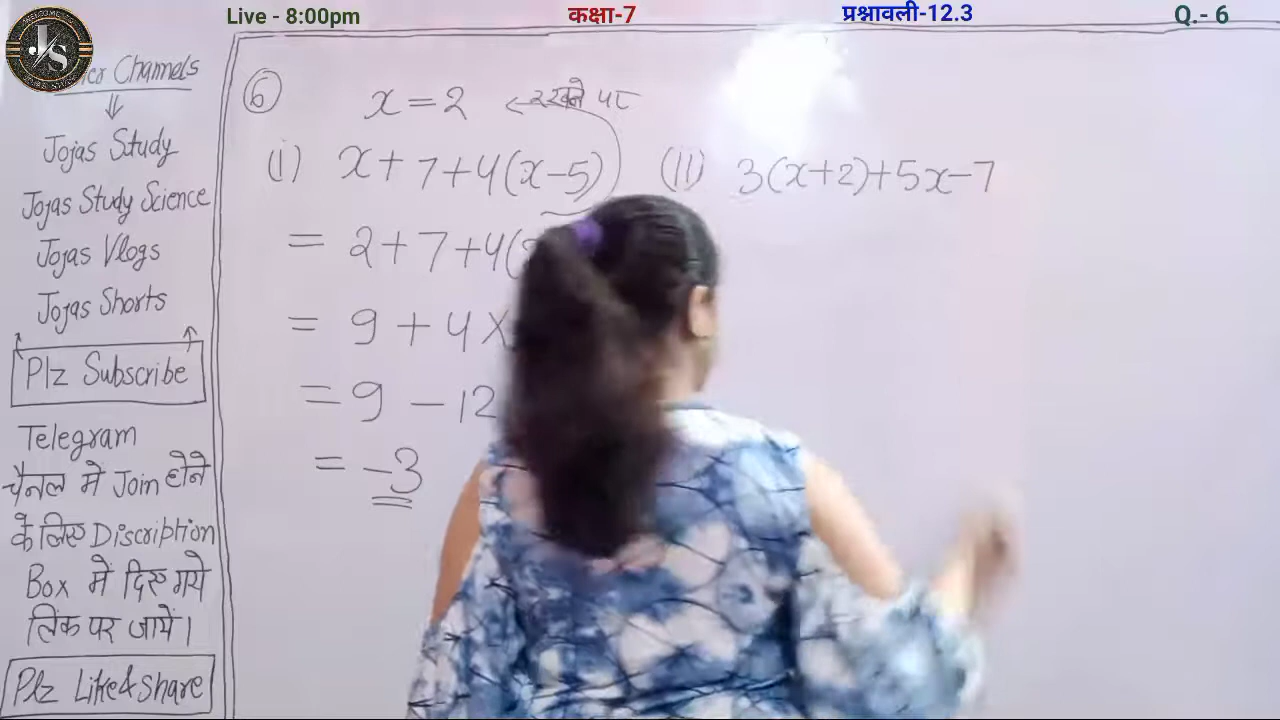 Live - 8:00pm
कक्षा-7
प्रश्नावली-12.3
Q.- 6
JS
Channels
Jojas Study
Jojas Study Science
Jojas Vlogs
Jojas Shorts
Plz Subscribe
Telegram
चैनल मे Join होने
के लिए Discription
Box मे दिए गये
लिंक पर जाये।
Plz Like&share
6
x=2 ← रखने पर
(i) x+7+4(x-5)
= 2+7+4(
= 9+4×
= 9-12
= -3
(ii) 3(x+2)+5x-7